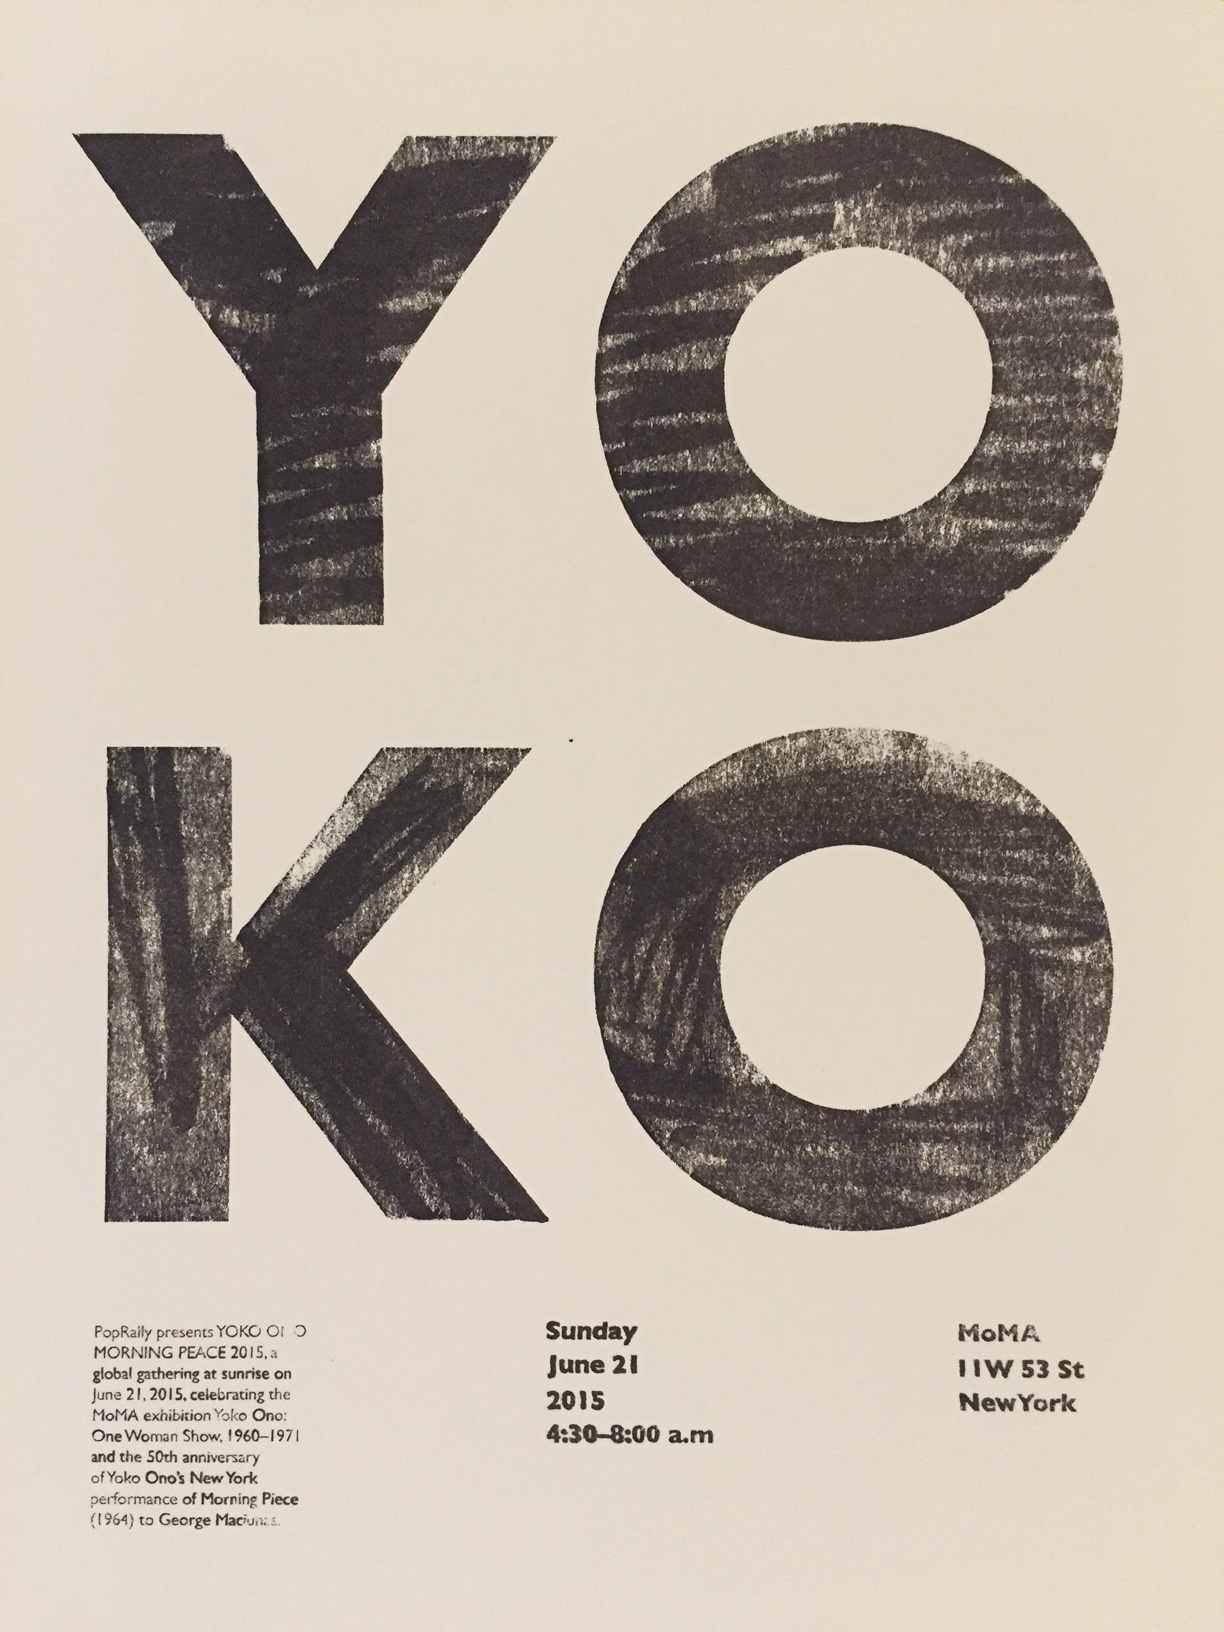 YO
KO
PopRally presents YOKO ONO
MORNING PEACE 2015, a
global gathering at sunrise on
June 21, 2015, celebrating the
MoMA exhibition Yoko Ono:
One Woman Show, 1960–1971
and the 50th anniversary
of Yoko Ono's New York
performance of Morning Piece
(1964) to George Maciunas.
Sunday
June 21
2015
4:30–8:00 a.m
MoMA
11W 53 St
New York